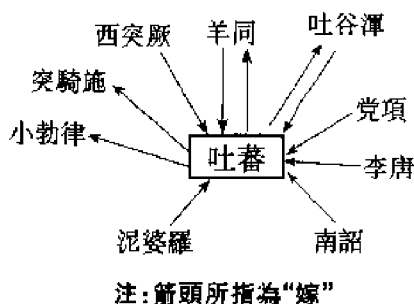 西突厥 羊同 吐谷渾
突騎施 党項
小勃律 吐蕃 李唐
泥婆羅 南詔
注:箭頭所指為“嫁”